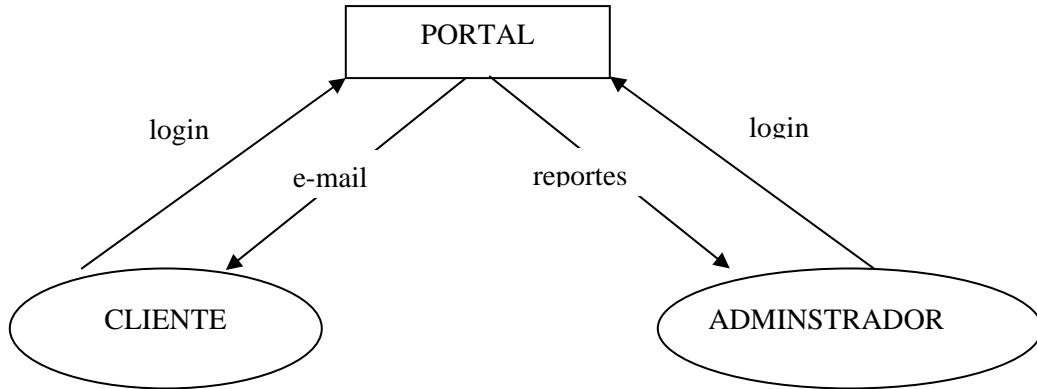 PORTAL
login
login
e-mail
reportes
CLIENTE
ADMINSTRADOR